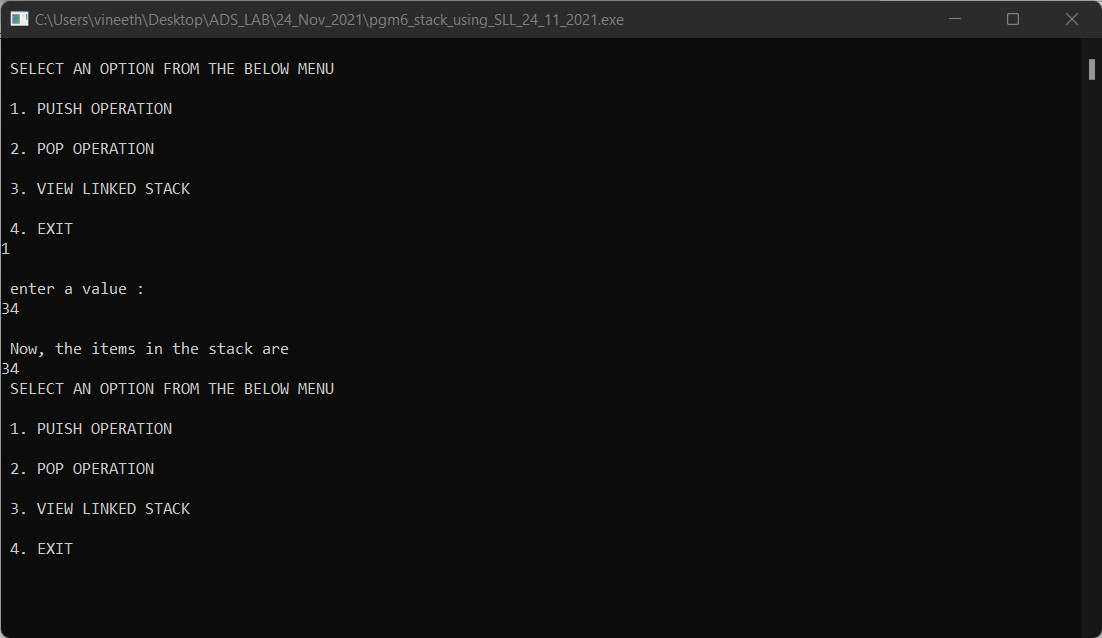 C:\Users\vineeth\Desktop\ADS_LAB\24_Nov_2021\pgm6_stack_using_SLL_24_11_2021.exe
SELECT AN OPTION FROM THE BELOW MENU
1. PUISH OPERATION
2. POP OPERATION
3. VIEW LINKED STACK
4. EXIT
1
enter a value :
34
Now, the items in the stack are
34
SELECT AN OPTION FROM THE BELOW MENU
1. PUISH OPERATION
2. POP OPERATION
3. VIEW LINKED STACK
4. EXIT